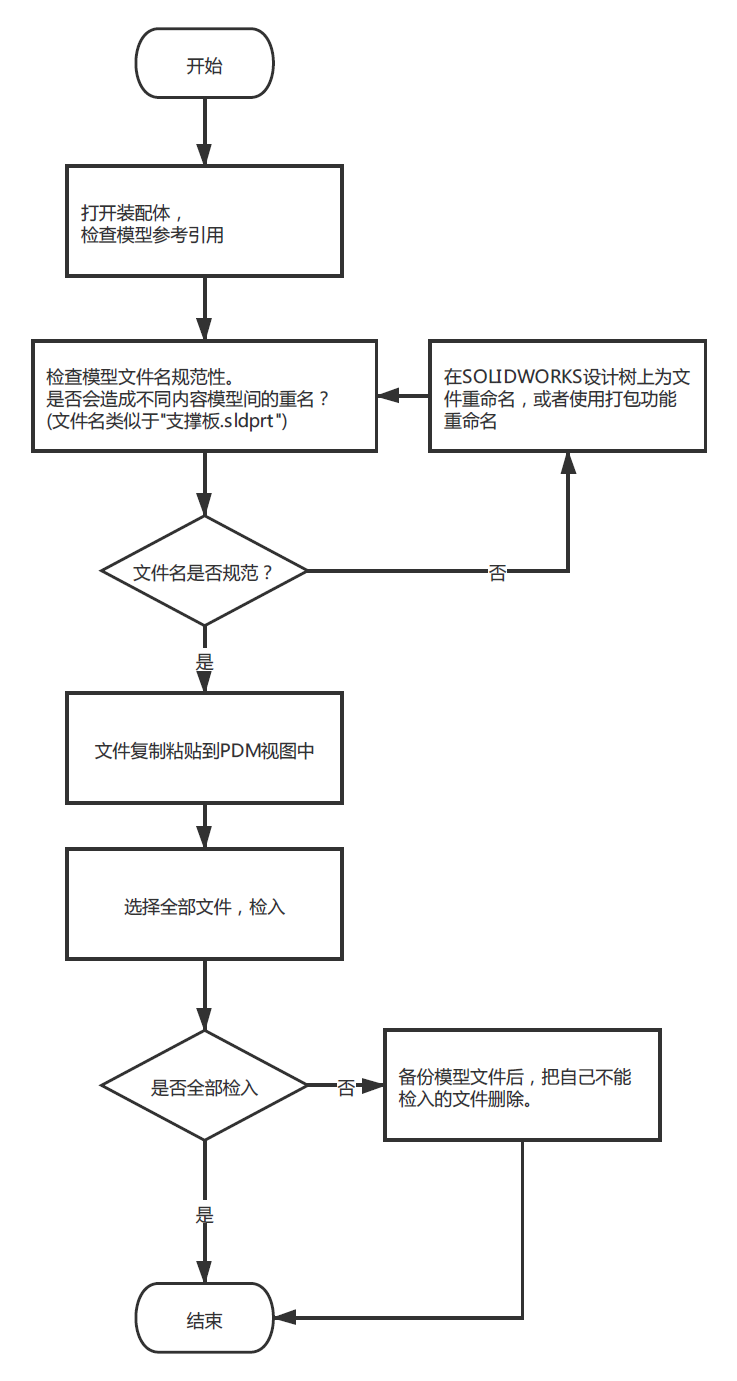 开始
打开装配体，
检查模型参考引用
检查模型文件名规范性。
是否会造成不同内容模型间的重名？
(文件名类似于"支撑板.sldprt")
在SOLIDWORKS设计树上为文
件重命名，或者使用打包功能
重命名
文件名是否规范？
否
是
文件复制粘贴到PDM视图中
选择全部文件，检入
是否全部检入
否
备份模型文件后，把自己不能
检入的文件删除。
是
结束